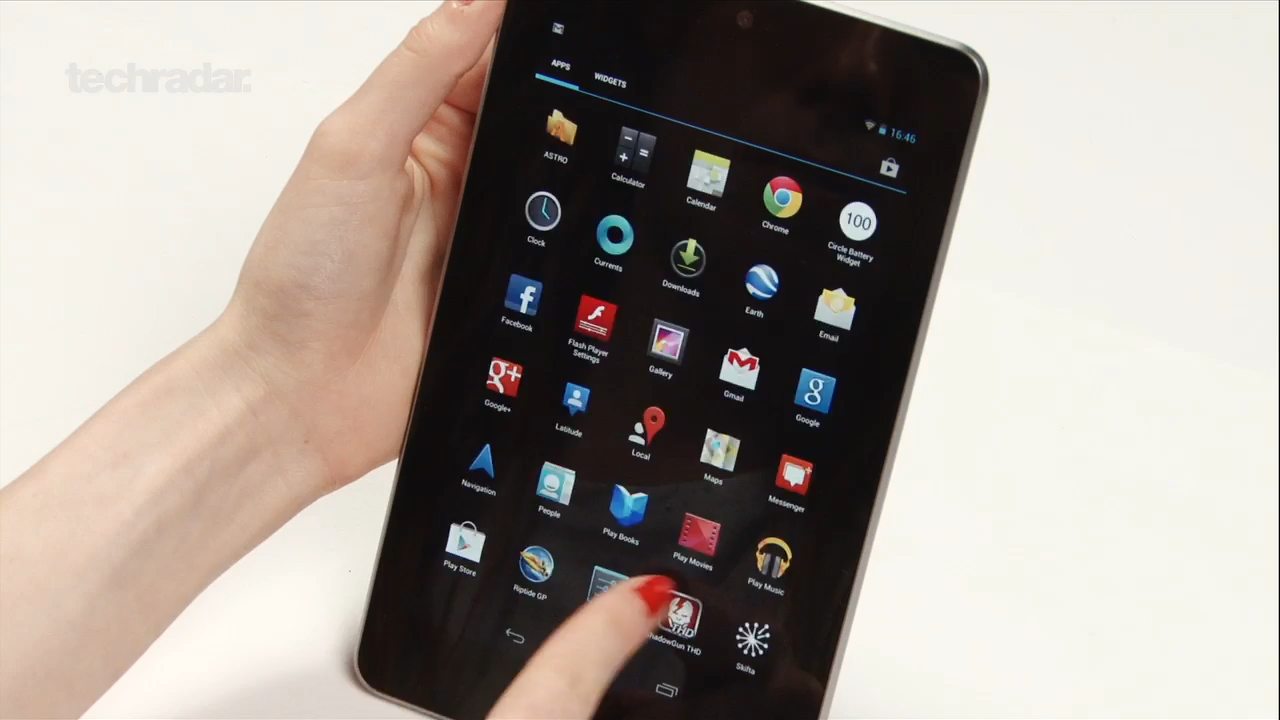 techradar.
APPS
WIDGETS
16:46
ASTRO
Calculator
Calendar
Chrome
100
Circle Battery
Widget
Clock
Currents
Downloads
Earth
Email
Facebook
Flash Player
Settings
Gallery
Gmail
Google
Google+
Latitude
Local
Maps
Messenger
Navigation
People
Play Books
Play Movies
Play Music
Play Store
Riptide GP
THD
ShadowGun THD
Skifta